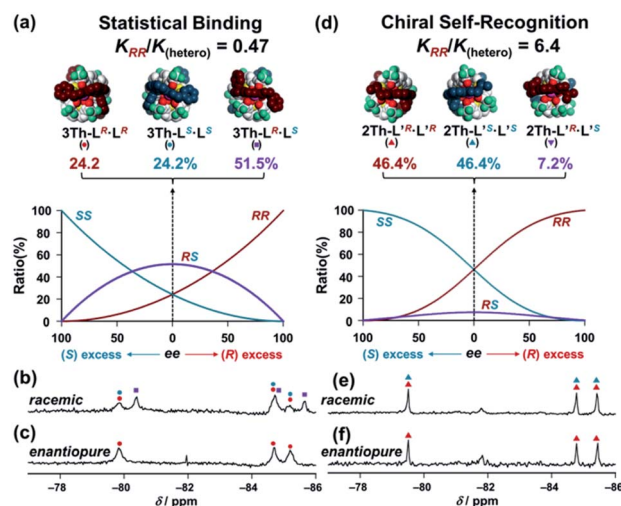 (a) Statistical Binding
K_RR/K_(hetero) = 0.47
3Th-L^R·L^R 3Th-L^S·L^S 3Th-L^R·L^S
(●) (●) (■)
24.2 24.2% 51.5%
Ratio(%)
100
80
60
40
20
0
SS
RR
RS
100 50 0 50 100
(S) excess ← ee → (R) excess
(b)
racemic
(c)
enantiopure
−78 −80 −82 −84 −86
δ / ppm
(d) Chiral Self-Recognition
K_RR/K_(hetero) = 6.4
2Th-L'^R·L'^R 2Th-L'^S·L'^S 2Th-L'^R·L'^S
(▲) (▲) (▼)
46.4% 46.4% 7.2%
Ratio(%)
100
80
60
40
20
0
SS
RR
RS
100 50 0 50 100
(S) excess ← ee → (R) excess
(e)
racemic
(f)
enantiopure
−78 −80 −82 −84 −86
δ / ppm